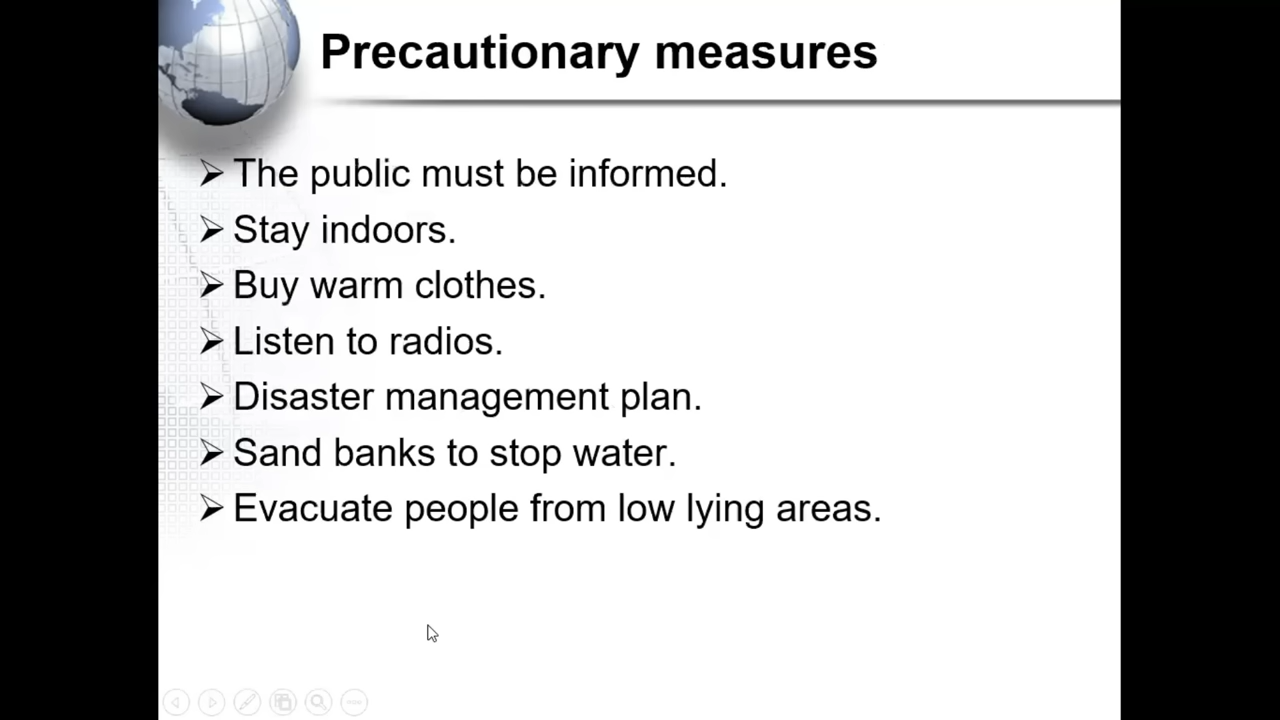 Precautionary measures
➢ The public must be informed.
➢ Stay indoors.
➢ Buy warm clothes.
➢ Listen to radios.
➢ Disaster management plan.
➢ Sand banks to stop water.
➢ Evacuate people from low lying areas.